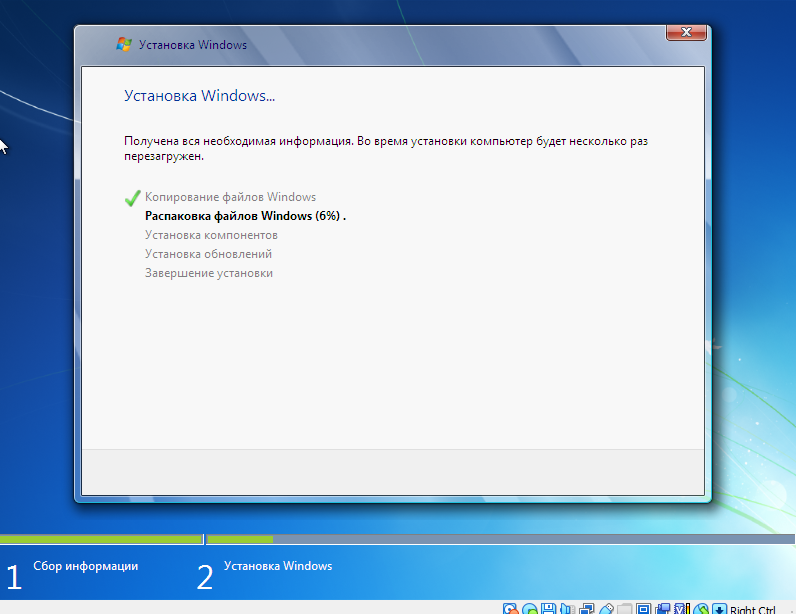 Установка Windows
Установка Windows...
Получена вся необходимая информация. Во время установки компьютер будет несколько раз
перезагружен.
Копирование файлов Windows
Распаковка файлов Windows (6%) .
Установка компонентов
Установка обновлений
Завершение установки
1 Сбор информации
2 Установка Windows
Right Ctrl